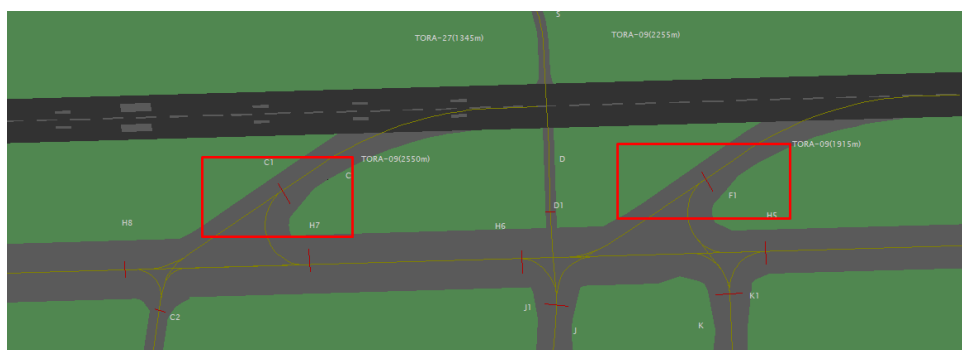 S
TORA-27(1345m)
TORA-09(2255m)
TORA-09(1915m)
C1
TORA-09(2550m)
D
C
F1
D1
H5
H8
H7
H6
K1
J1
C2
K
J